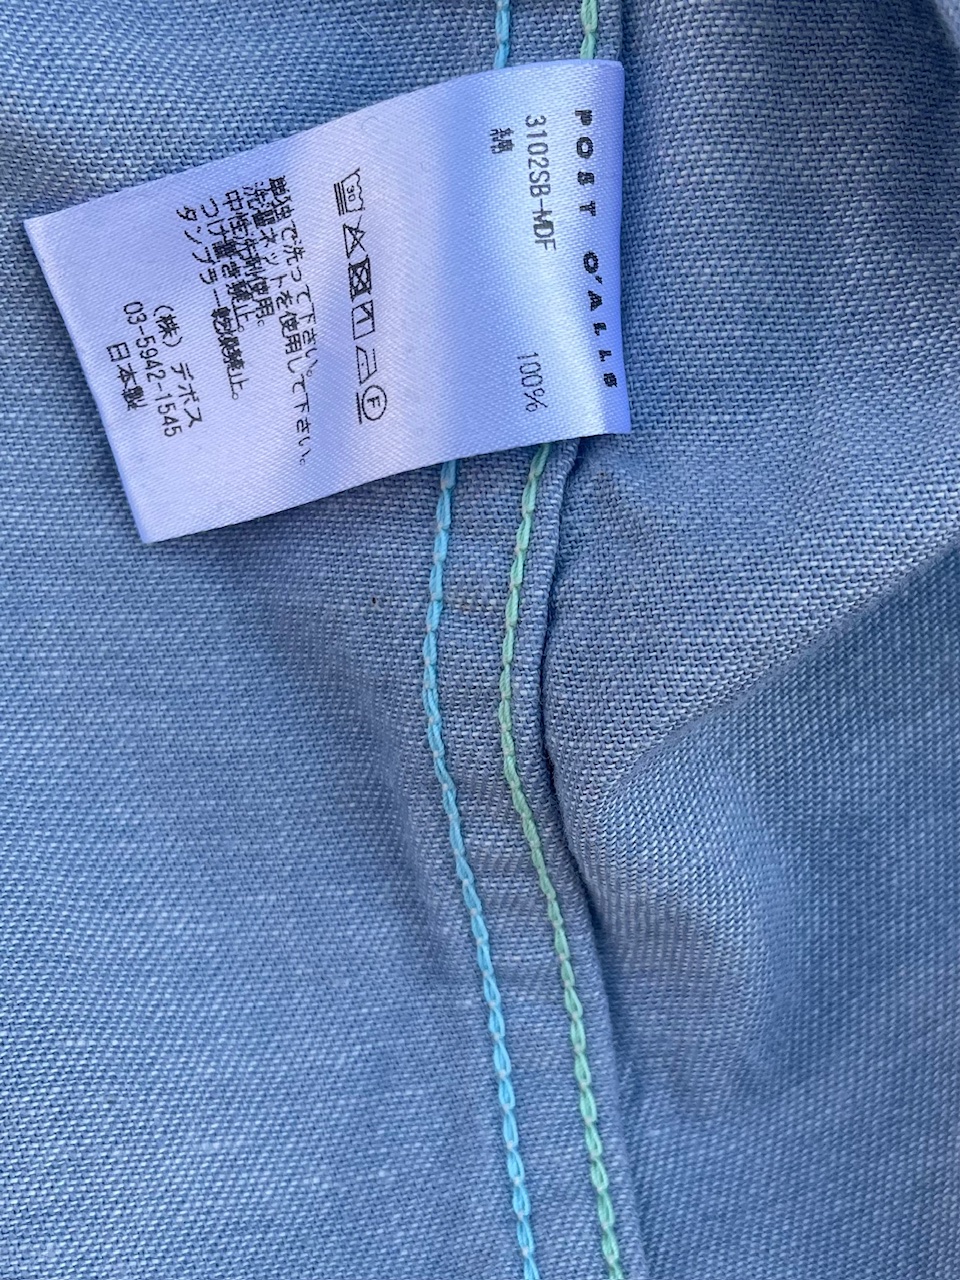 POST O'ALLS
3102SB-MDF
綿 100%
30
F
単独で洗って下さい。
洗濯ネットを使用して下さい。
中性洗剤使用。
つけ置き禁止。
タンブラー乾燥禁止。
(株) デポス
03-5942-1545
日本製